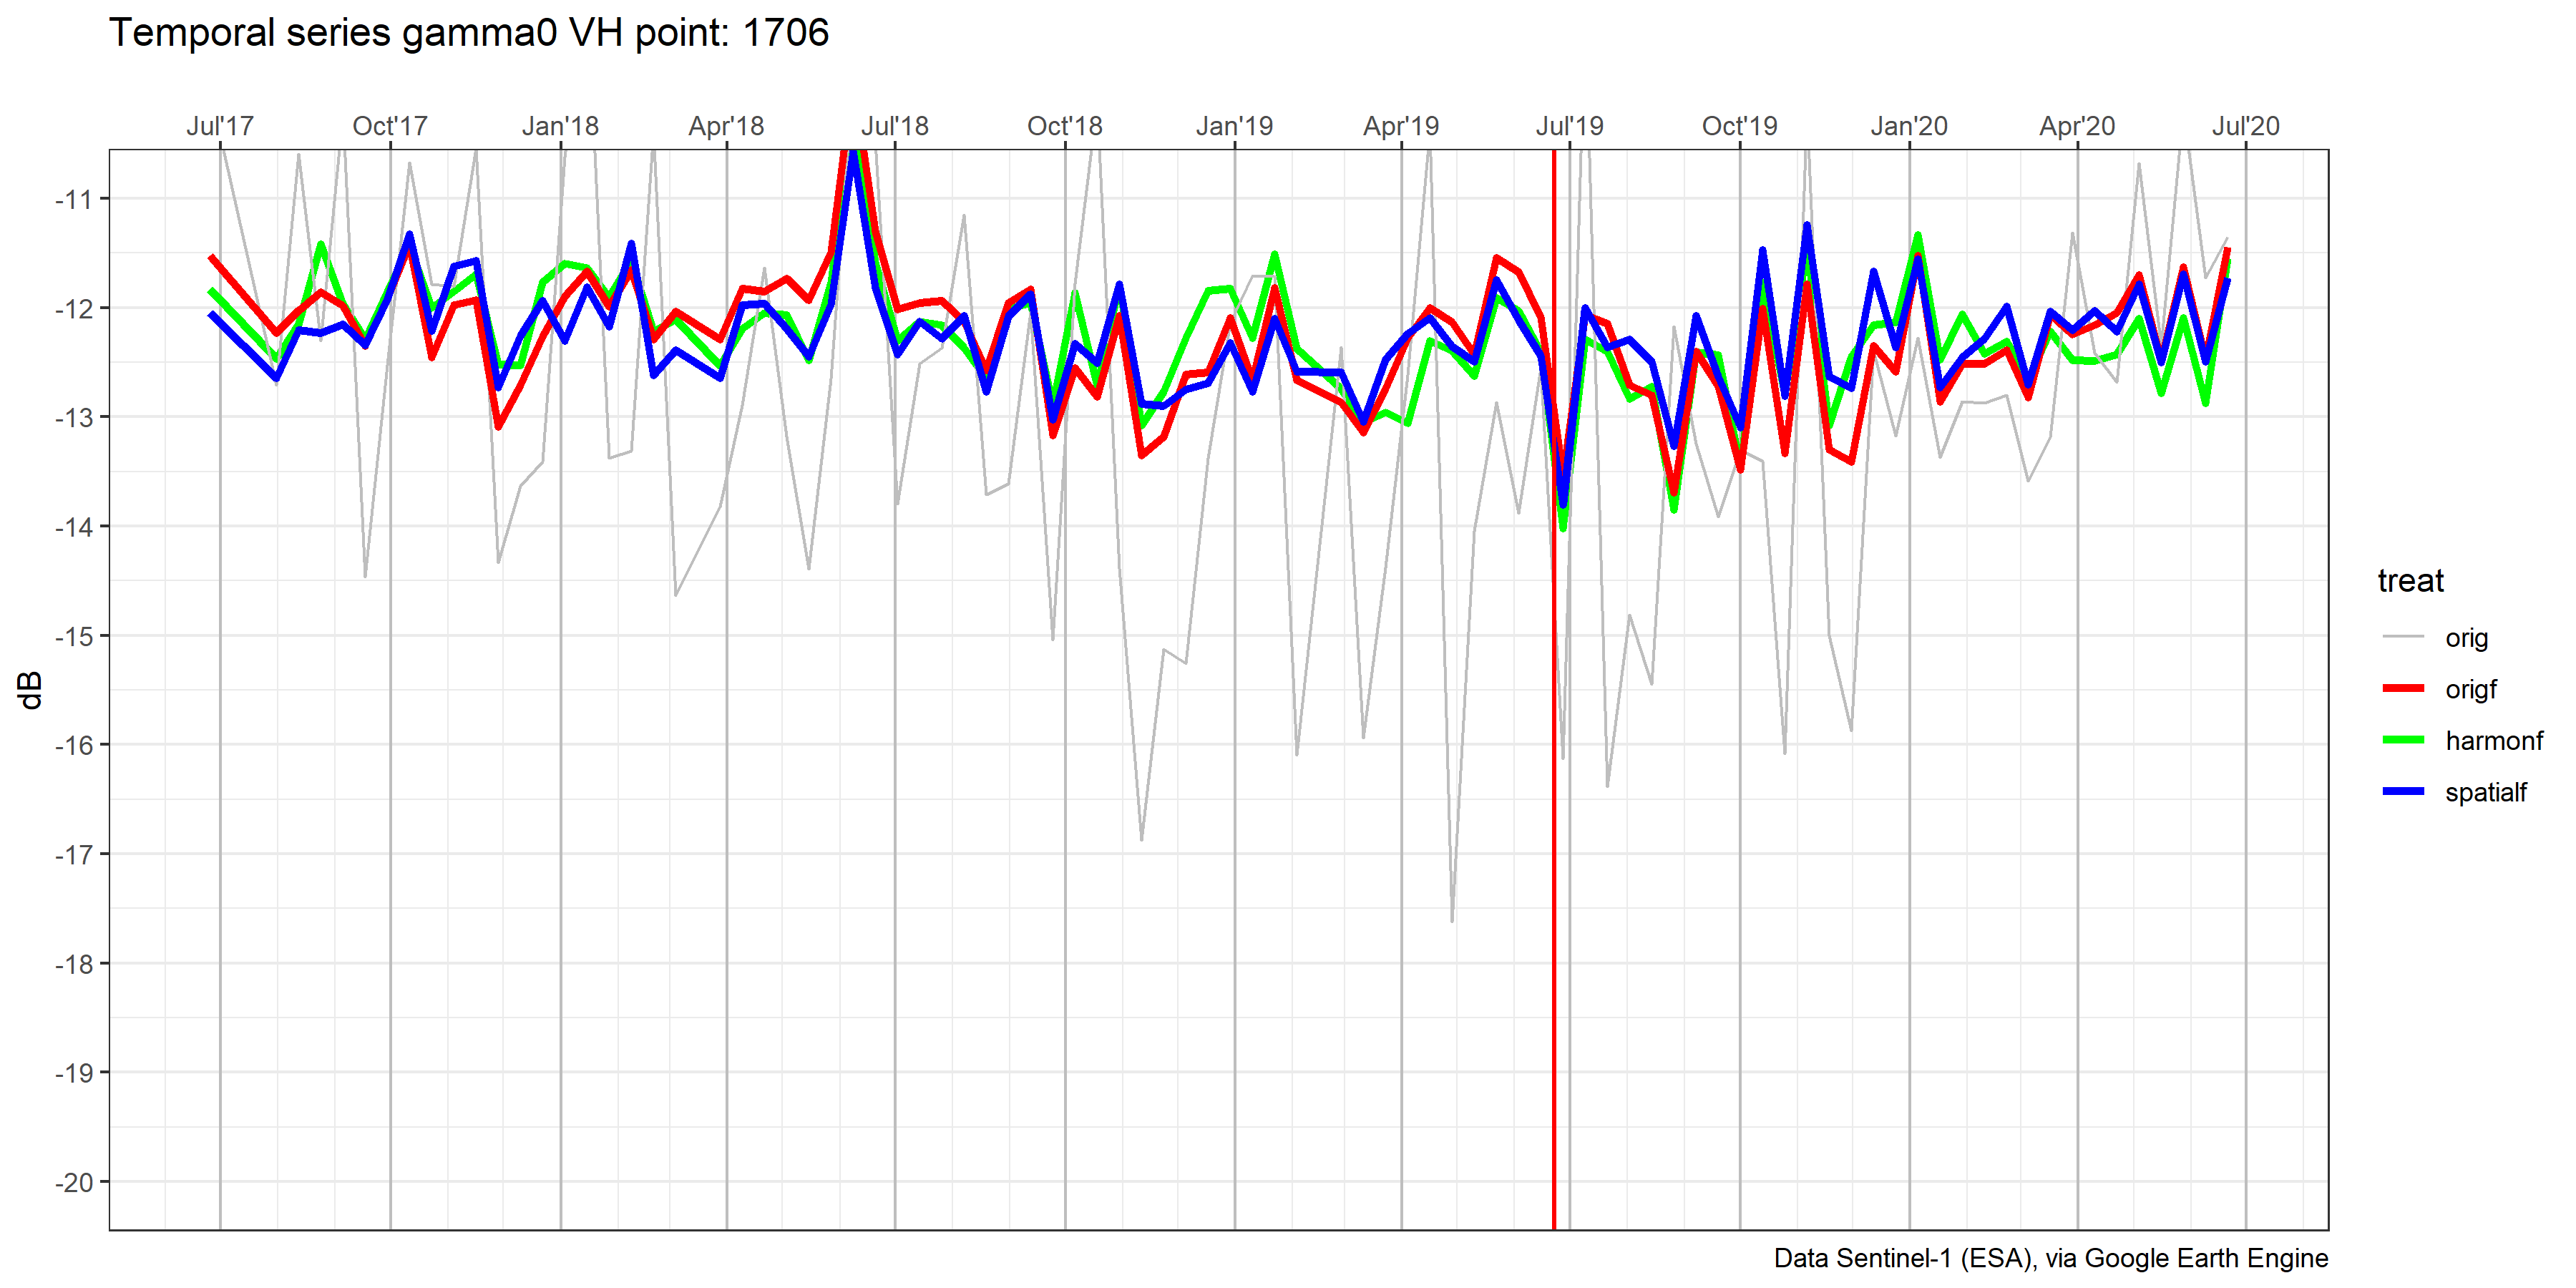 Temporal series gamma0 VH point: 1706
Jul'17 Oct'17 Jan'18 Apr'18 Jul'18 Oct'18 Jan'19 Apr'19 Jul'19 Oct'19 Jan'20 Apr'20 Jul'20
-11
-12
-13
-14
-15
-16
-17
-18
-19
-20
dB
treat
orig
origf
harmonf
spatialf
Data Sentinel-1 (ESA), via Google Earth Engine